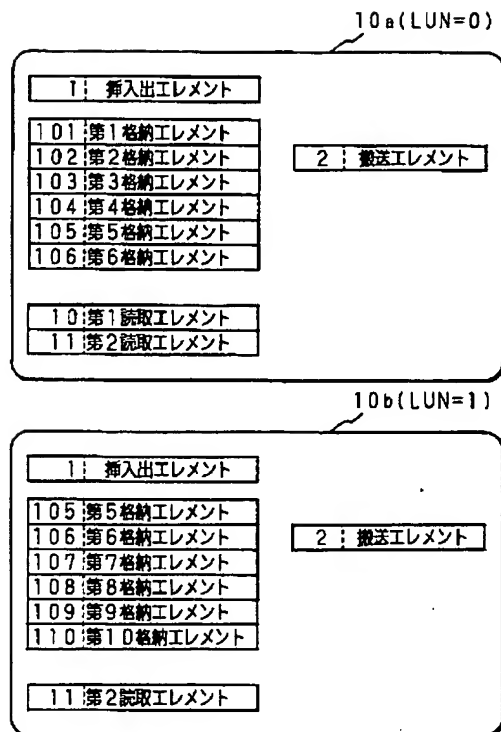 10a(LUN=0)
1 挿入出エレメント
101 第1格納エレメント
102 第2格納エレメント
103 第3格納エレメント
104 第4格納エレメント
105 第5格納エレメント
106 第6格納エレメント
2 搬送エレメント
10 第1読取エレメント
11 第2読取エレメント
10b(LUN=1)
1 挿入出エレメント
105 第5格納エレメント
106 第6格納エレメント
107 第7格納エレメント
108 第8格納エレメント
109 第9格納エレメント
110 第10格納エレメント
2 搬送エレメント
11 第2読取エレメント